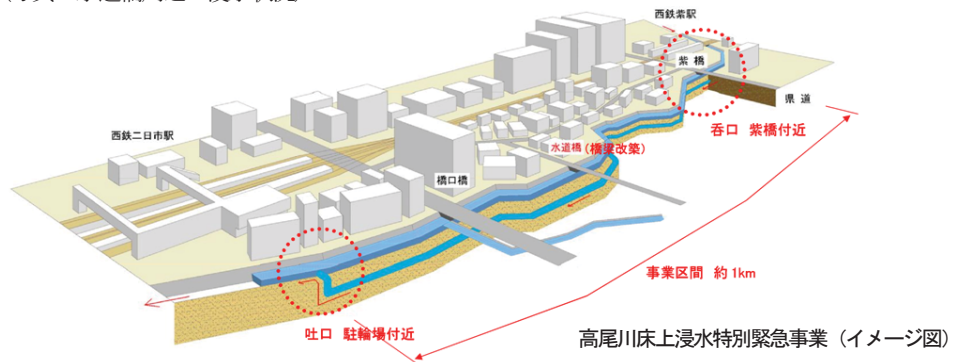 西鉄紫駅
紫橋
県道
呑口 紫橋付近
西鉄二日市駅
水道橋(橋梁改築)
橋口橋
事業区間 約1km
吐口 駐輪場付近
高尾川床上浸水特別緊急事業（イメージ図）